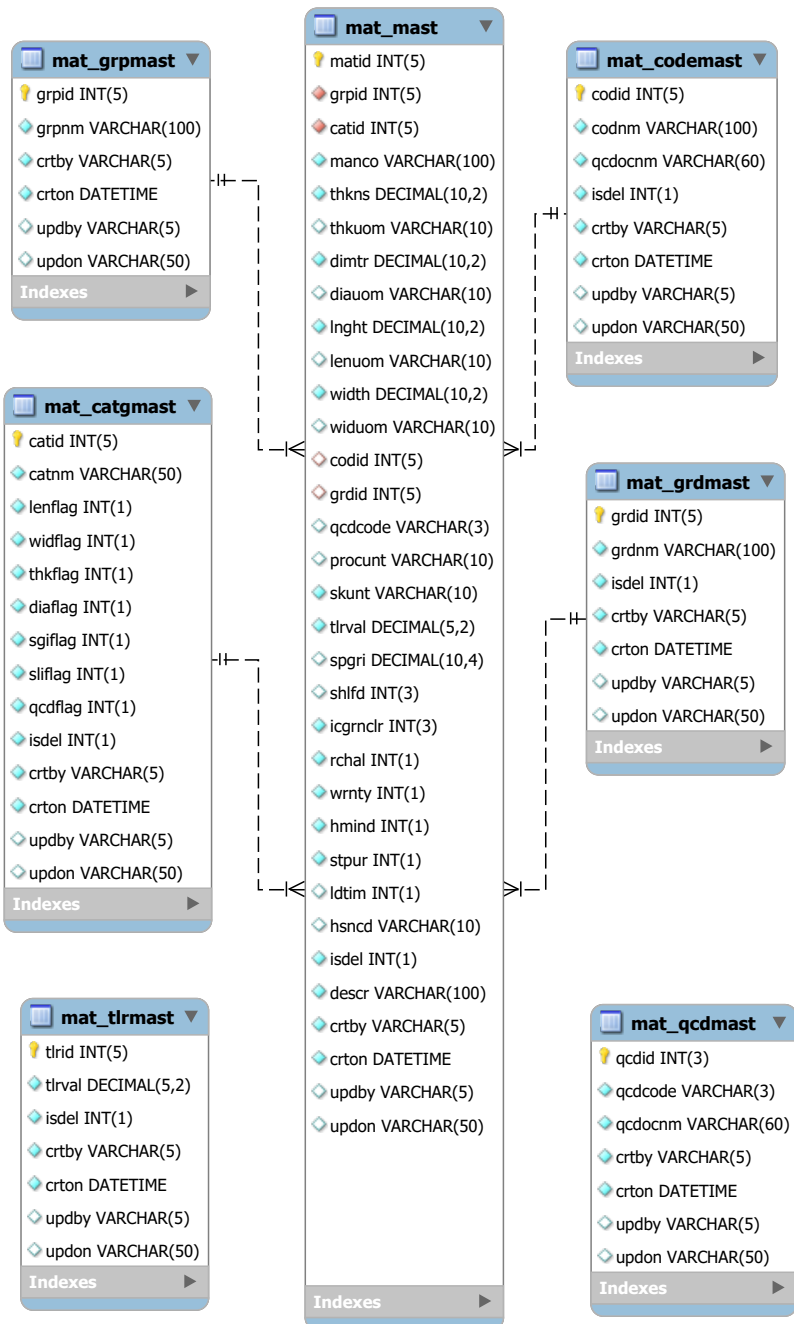 mat_grpmast
grpid INT(5)
grpnm VARCHAR(100)
crtby VARCHAR(5)
crton DATETIME
updby VARCHAR(5)
updon VARCHAR(50)
Indexes
mat_catgmast
catid INT(5)
catnm VARCHAR(50)
lenflag INT(1)
widflag INT(1)
thkflag INT(1)
diaflag INT(1)
sgiflag INT(1)
sliflag INT(1)
qcdflag INT(1)
isdel INT(1)
crtby VARCHAR(5)
crton DATETIME
updby VARCHAR(5)
updon VARCHAR(50)
Indexes
mat_tlrmast
tlrid INT(5)
tlrval DECIMAL(5,2)
isdel INT(1)
crtby VARCHAR(5)
crton DATETIME
updby VARCHAR(5)
updon VARCHAR(50)
Indexes
mat_mast
matid INT(5)
grpid INT(5)
catid INT(5)
manco VARCHAR(100)
thkns DECIMAL(10,2)
thkuom VARCHAR(10)
dimtr DECIMAL(10,2)
diauom VARCHAR(10)
lnght DECIMAL(10,2)
lenuom VARCHAR(10)
width DECIMAL(10,2)
widuom VARCHAR(10)
codid INT(5)
grdid INT(5)
qcdcode VARCHAR(3)
procunt VARCHAR(10)
skunt VARCHAR(10)
tlrval DECIMAL(5,2)
spgri DECIMAL(10,4)
shlfd INT(3)
icgrnclr INT(3)
rchal INT(1)
wrnty INT(1)
hmind INT(1)
stpur INT(1)
ldtim INT(1)
hsncd VARCHAR(10)
isdel INT(1)
descr VARCHAR(100)
crtby VARCHAR(5)
crton DATETIME
updby VARCHAR(5)
updon VARCHAR(50)
Indexes
mat_codemast
codid INT(5)
codnm VARCHAR(100)
qcdocnm VARCHAR(60)
isdel INT(1)
crtby VARCHAR(5)
crton DATETIME
updby VARCHAR(5)
updon VARCHAR(50)
Indexes
mat_grdmast
grdid INT(5)
grdnm VARCHAR(100)
isdel INT(1)
crtby VARCHAR(5)
crton DATETIME
updby VARCHAR(5)
updon VARCHAR(50)
Indexes
mat_qcdmast
qcdid INT(3)
qcdcode VARCHAR(3)
qcdocnm VARCHAR(60)
crtby VARCHAR(5)
crton DATETIME
updby VARCHAR(5)
updon VARCHAR(50)
Indexes